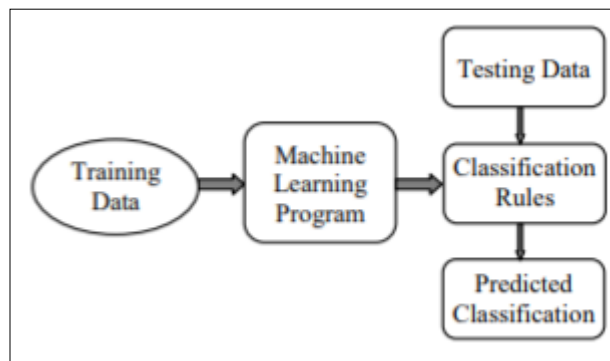 Training
Data
Machine
Learning
Program
Testing Data
Classification
Rules
Predicted
Classification